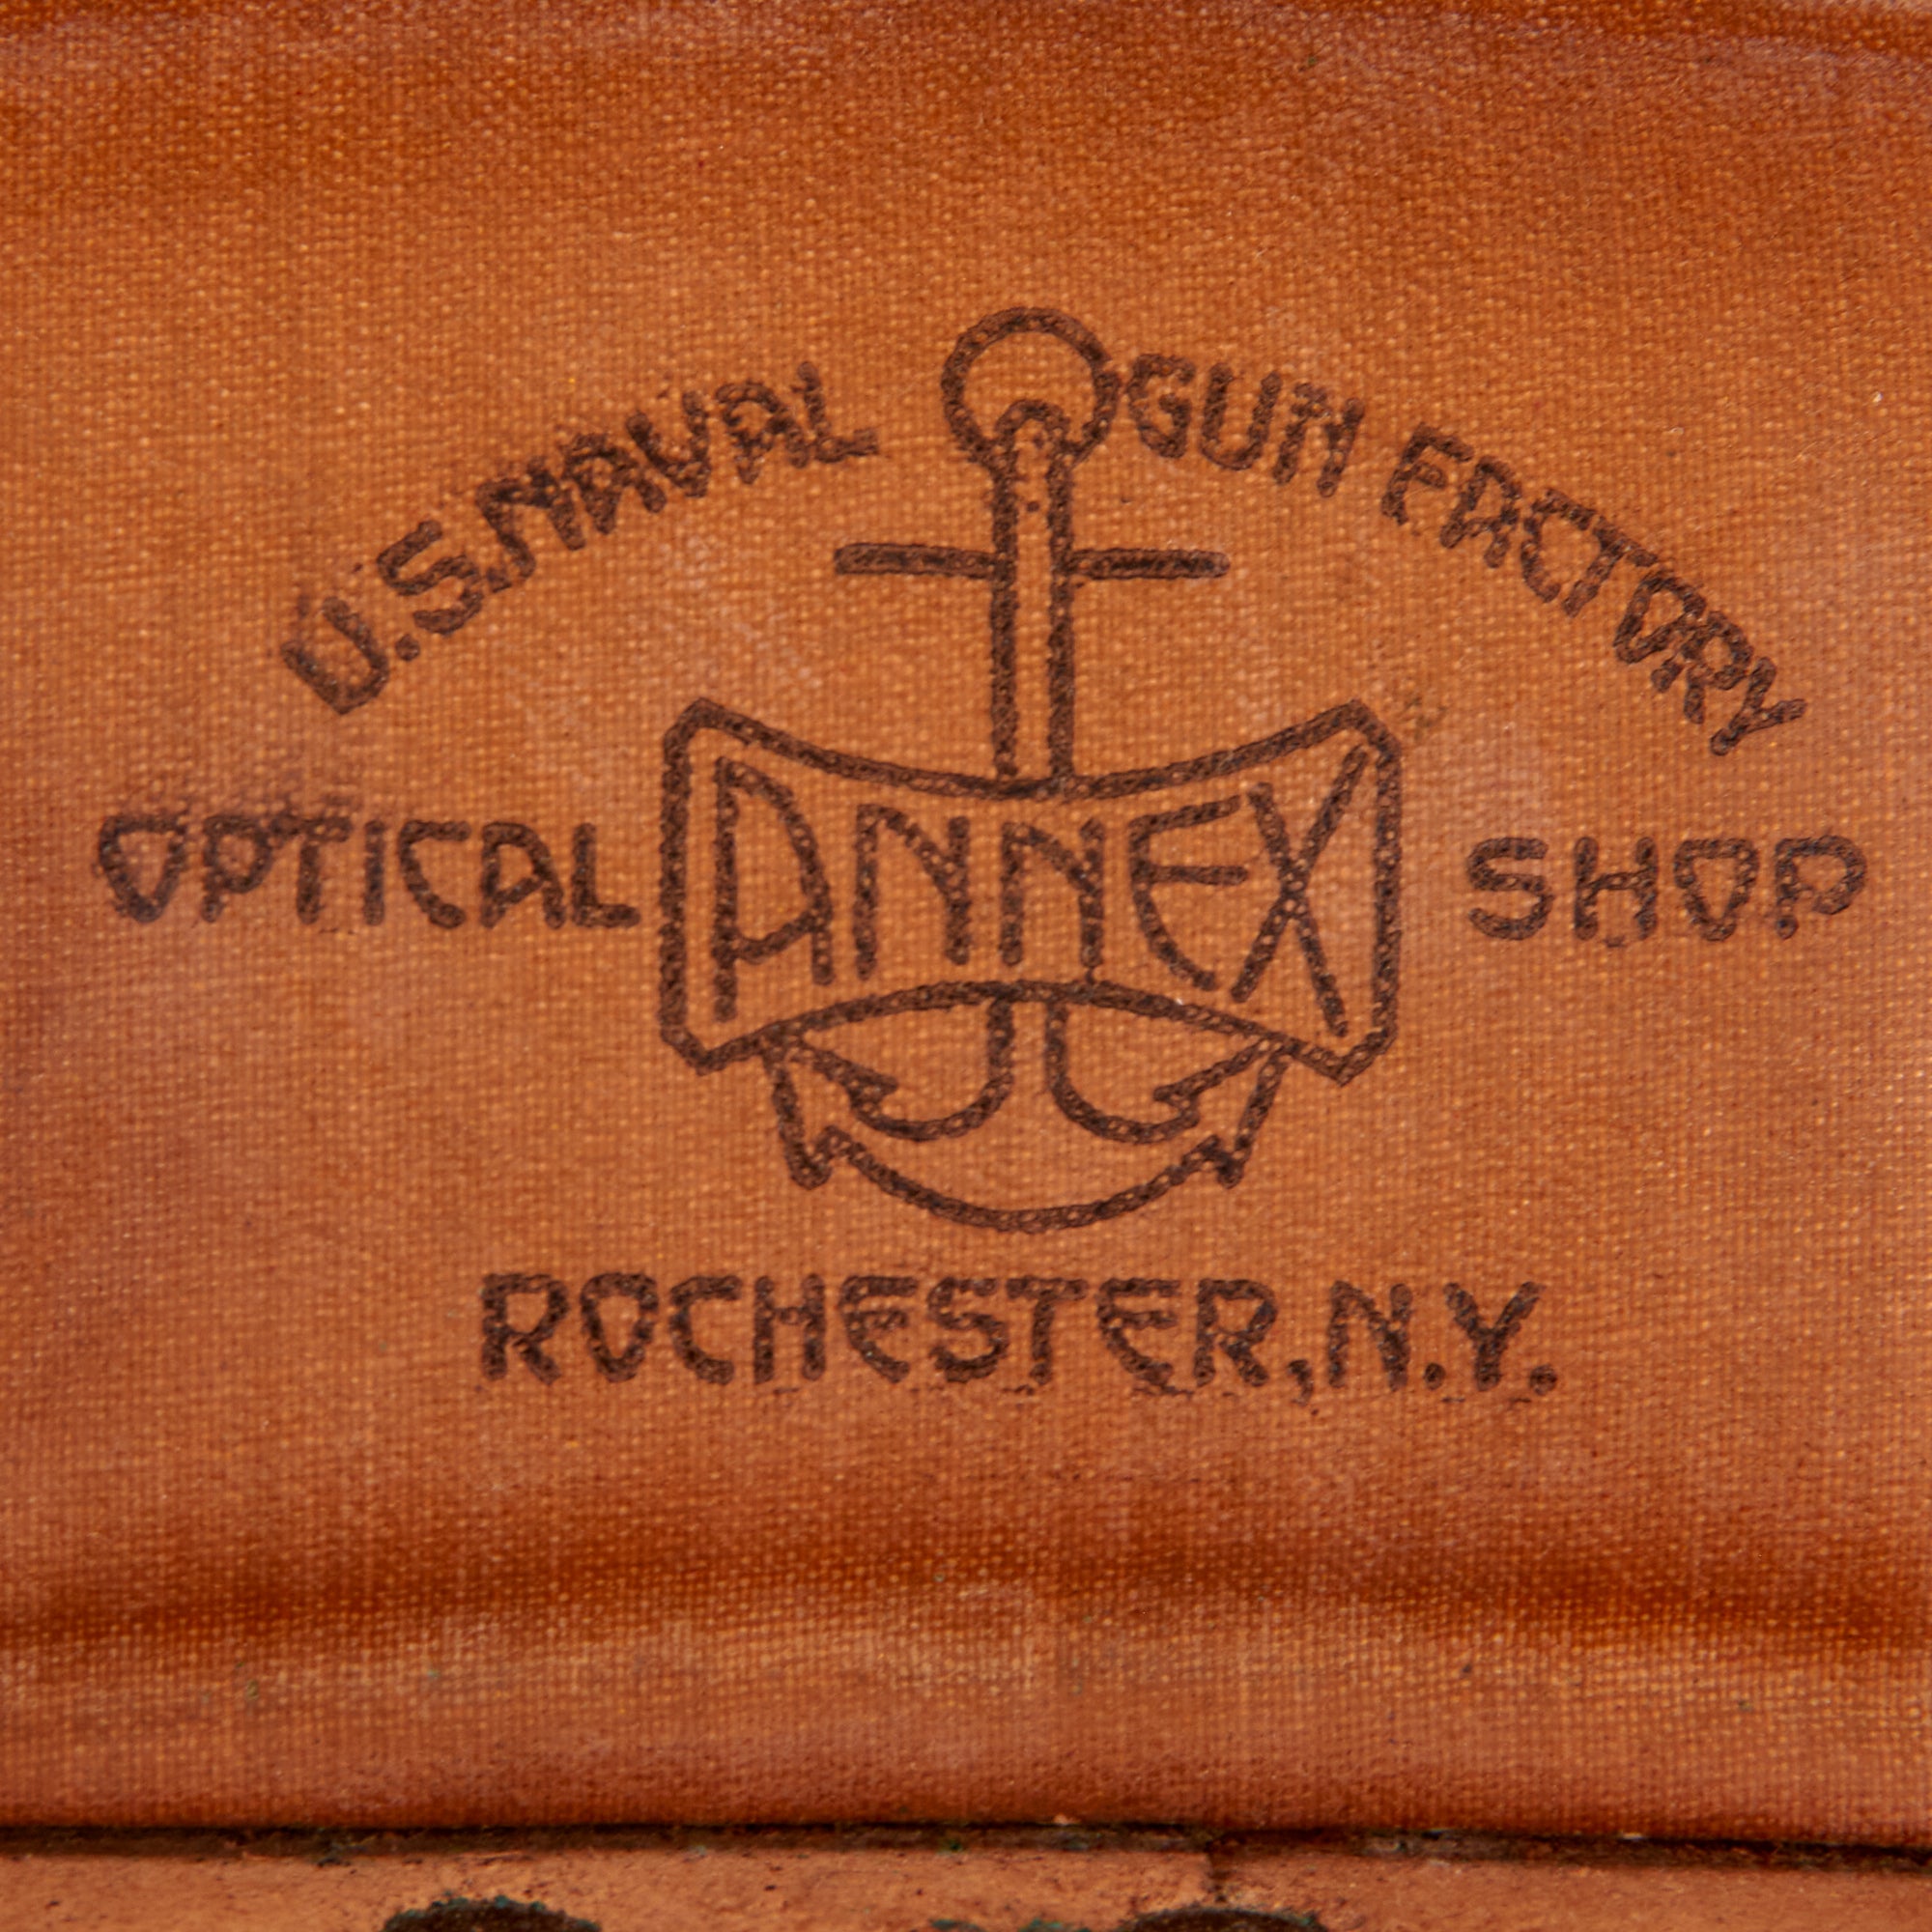 U.S. NAVAL GUN FACTORY
OPTICAL ANNEX SHOP
ROCHESTER, N.Y.